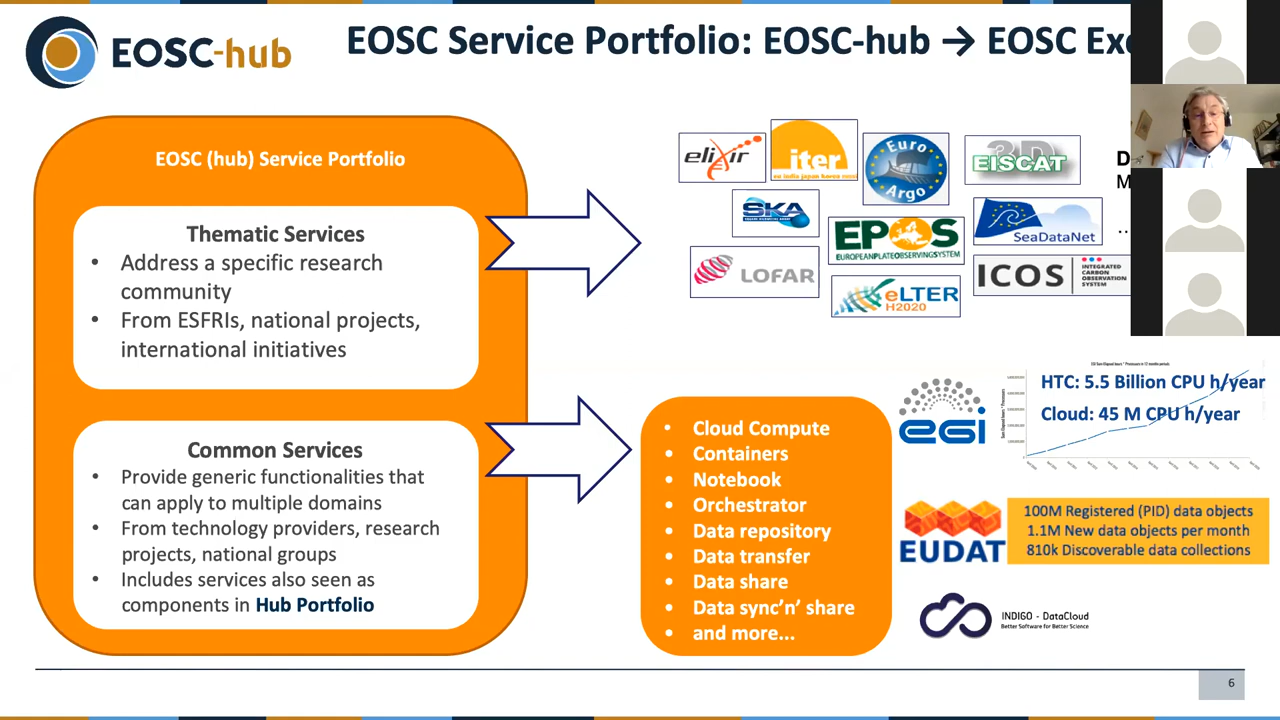 EOSC-hub
EOSC Service Portfolio: EOSC-hub → EOSC
EOSC (hub) Service Portfolio
Thematic Services
• Address a specific research
community
• From ESFRIs, national projects,
international initiatives
Common Services
• Provide generic functionalities that
can apply to multiple domains
• From technology providers, research
projects, national groups
• Includes services also seen as
components in Hub Portfolio
elixir
iter
Euro
Argo
3D
EISCAT
SKA
EPOS
EUROPEAN PLATE OBSERVING SYSTEM
SeaDataNet
LOFAR
eLTER
H2020
ICOS
INTEGRATED
CARBON
OBSERVATION
SYSTEM
...
• Cloud Compute
• Containers
• Notebook
• Orchestrator
• Data repository
• Data transfer
• Data share
• Data sync’n’ share
• and more...
egi
HTC: 5.5 Billion CPU h/year
Cloud: 45 M CPU h/year
EUDAT
100M Registered (PID) data objects
1.1M New data objects per month
810k Discoverable data collections
INDIGO - DataCloud
Better Software for Better Science
6